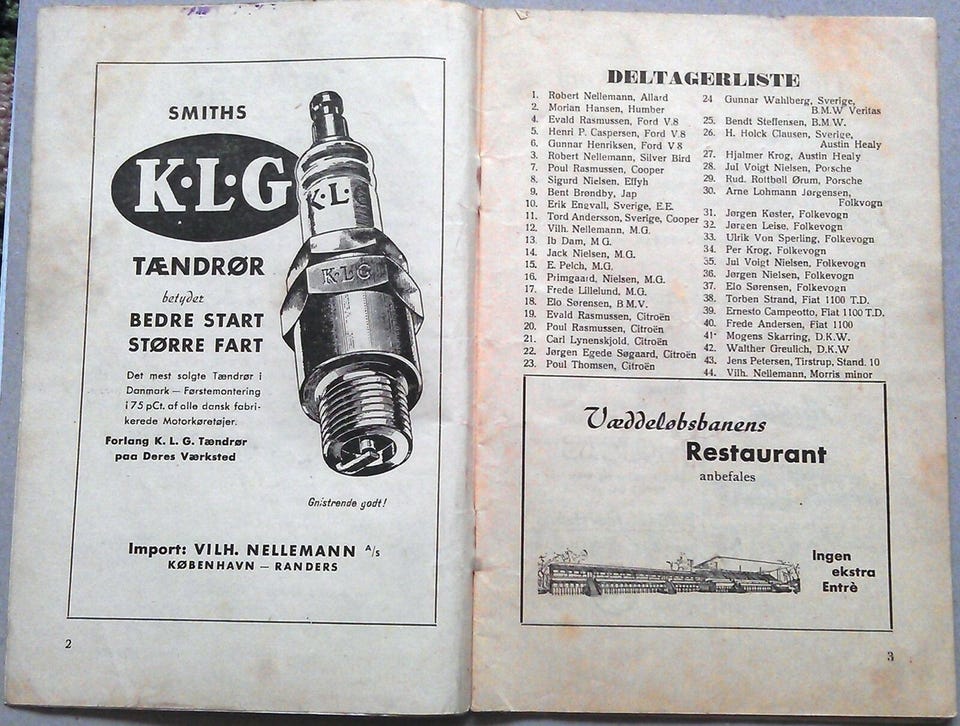 SMITHS
K·L·G
K·L·
K·L·G
TÆNDRØR
betyder
BEDRE START
STØRRE FART
Det mest solgte Tændrør i
Danmark — Førstemontering
i 75 pCt. af olle dansk fabri-
kerede Motorkøretøjer.
Forlang K. L. G. Tændrør
paa Deres Værksted
Gnistrende godt!
Import: VILH. NELLEMANN A/s
KØBENHAVN — RANDERS
2
DELTAGERLISTE
1. Robert Nellemann, Allard
2. Morian Hansen, Humber
4. Evald Rasmussen, Ford V.8
5. Henri P. Caspersen, Ford V.8
6. Gunnar Henriksen, Ford V 8
3. Robert Nellemann, Silver Bird
7. Poul Rasmussen, Cooper
8. Sigurd Nielsen, Effyh
9. Bent Brøndby, Jap
10. Erik Engvall, Sverige, E.E.
11. Tord Andersson, Sverige, Cooper
12. Vilh. Nellemann, M.G.
13. Ib Dam, M G.
14. Jack Nielsen, M.G.
15. E. Pelch, M.G.
16. Primgaard, Nielsen, M.G.
17. Frede Lillelund, M.G.
18. Elo Sørensen, B M.V.
19. Evald Rasmussen, Citroën
20. Poul Rasmussen, Citroën
21. Carl Lynenskjold, Citroën
22. Jørgen Egede Søgaard, Citroën
23. Poul Thomsen, Citroën
24 Gunnar Wahlberg, Sverige,
B.M.W Veritas
25. Bendt Steffensen, B.M W.
26. H. Holck Clausen, Sverige,
Austin Healy
27. Hjalmer Krog, Austin Healy
28. Jul Voigt Nielsen, Porsche
29. Rud. Rottbøll Ørum, Porsche
30. Arne Lohmann Jørgensen,
Folkvogn
31. Jørgen Køster, Folkevogn
32. Jørgen Leise, Folkevogn
33. Ulrik Von Sperling, Folkevogn
34. Per Krog, Folkevogn
35. Jul Voigt Nielsen, Folkevogn
36. Jørgen Nielsen, Folkevogn
37. Elo Sørensen, Folkevogn
38. Torben Strand, Fiat 1100 T.D.
39. Ernesto Campeotto, Fiat 1100 T.D.
40. Frede Andersen, Fiat 1100
41· Mogens Skarring, D.K.W.
42. Walther Greulich, D.K.W
43. Jens Petersen, Tirstrup, Stand. 10
44. Vilh. Nellemann, Morris minor
Væddeløbsbanens
Restaurant
anbefales
Ingen
ekstra
Entrè
3